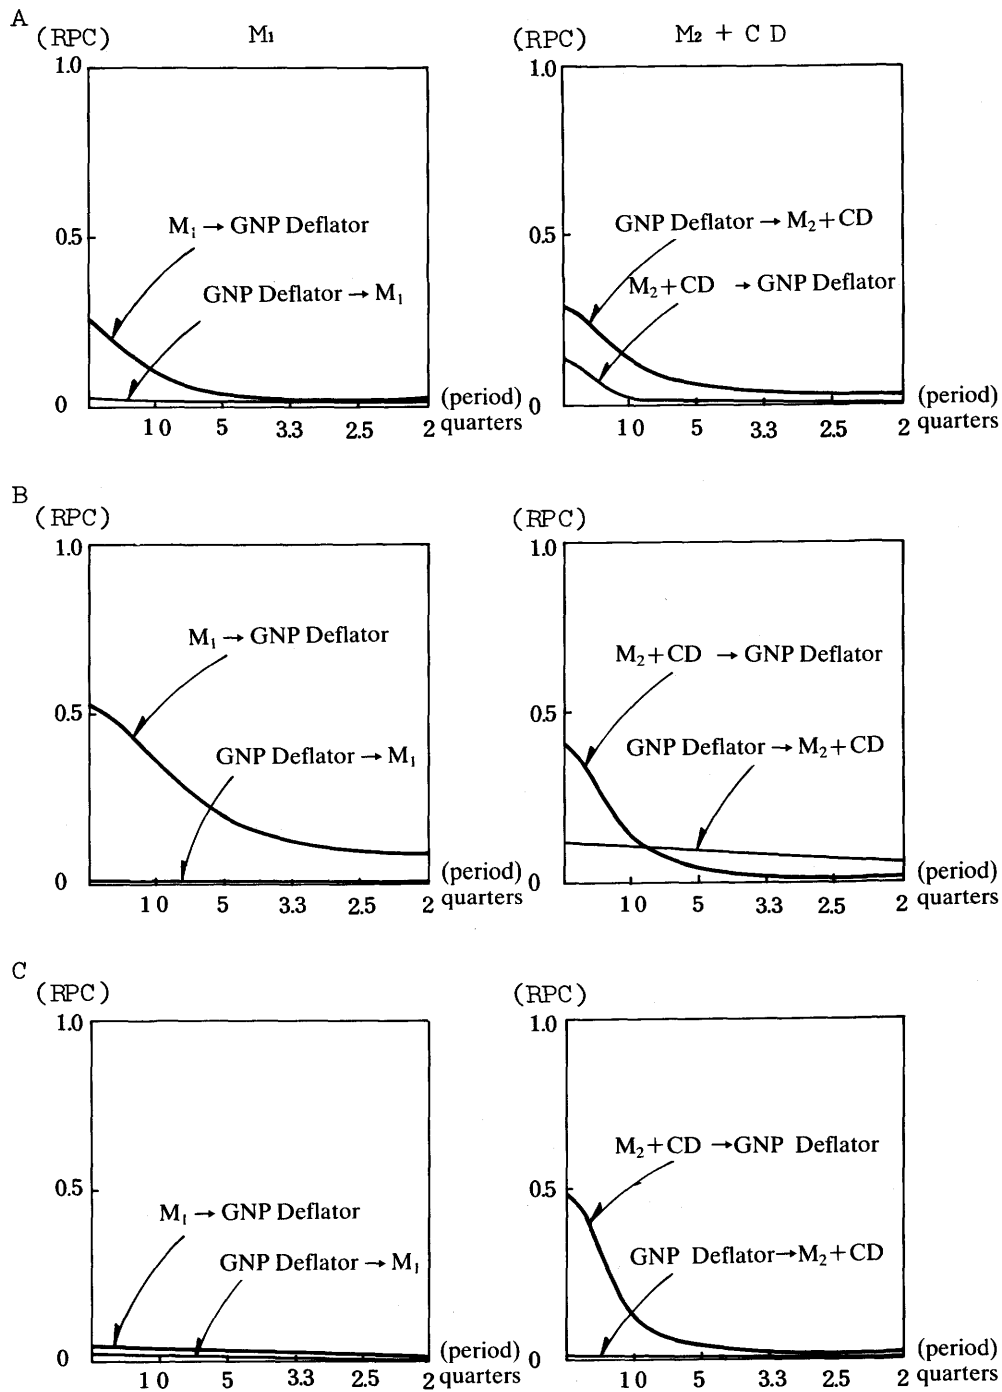 A
(RPC) M₁
1.0
M₁ → GNP Deflator
0.5
GNP Deflator → M₁
0
(period)
10 5 3.3 2.5 2 quarters
(RPC) M₂ + CD
1.0
GNP Deflator → M₂+CD
0.5
M₂+CD → GNP Deflator
0
(period)
10 5 3.3 2.5 2 quarters
B
(RPC)
1.0
M₁ → GNP Deflator
0.5
GNP Deflator → M₁
0
(period)
10 5 3.3 2.5 2 quarters
(RPC)
1.0
M₂+CD → GNP Deflator
0.5
GNP Deflator → M₂+CD
0
(period)
10 5 3.3 2.5 2 quarters
C
(RPC)
1.0
0.5
M₁ → GNP Deflator
GNP Deflator → M₁
0
(period)
10 5 3.3 2.5 2 quarters
(RPC)
1.0
M₂+CD →GNP Deflator
0.5
GNP Deflator→M₂+CD
0
(period)
10 5 3.3 2.5 2 quarters